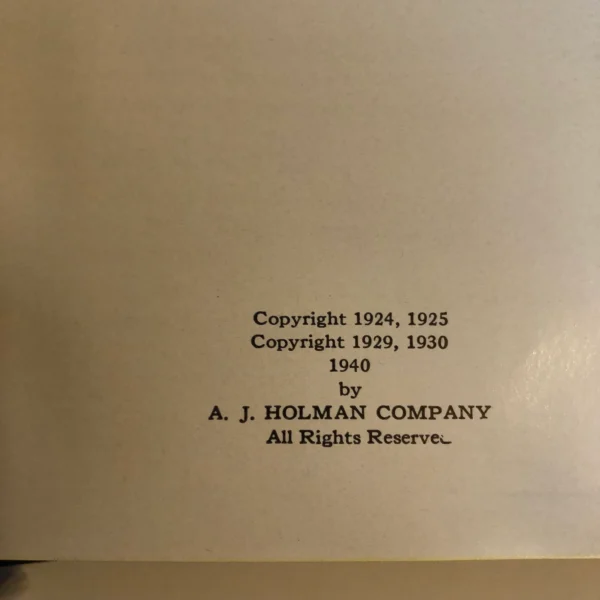 Copyright 1924, 1925
Copyright 1929, 1930
1940
by
A. J. HOLMAN COMPANY
All Rights Reserved